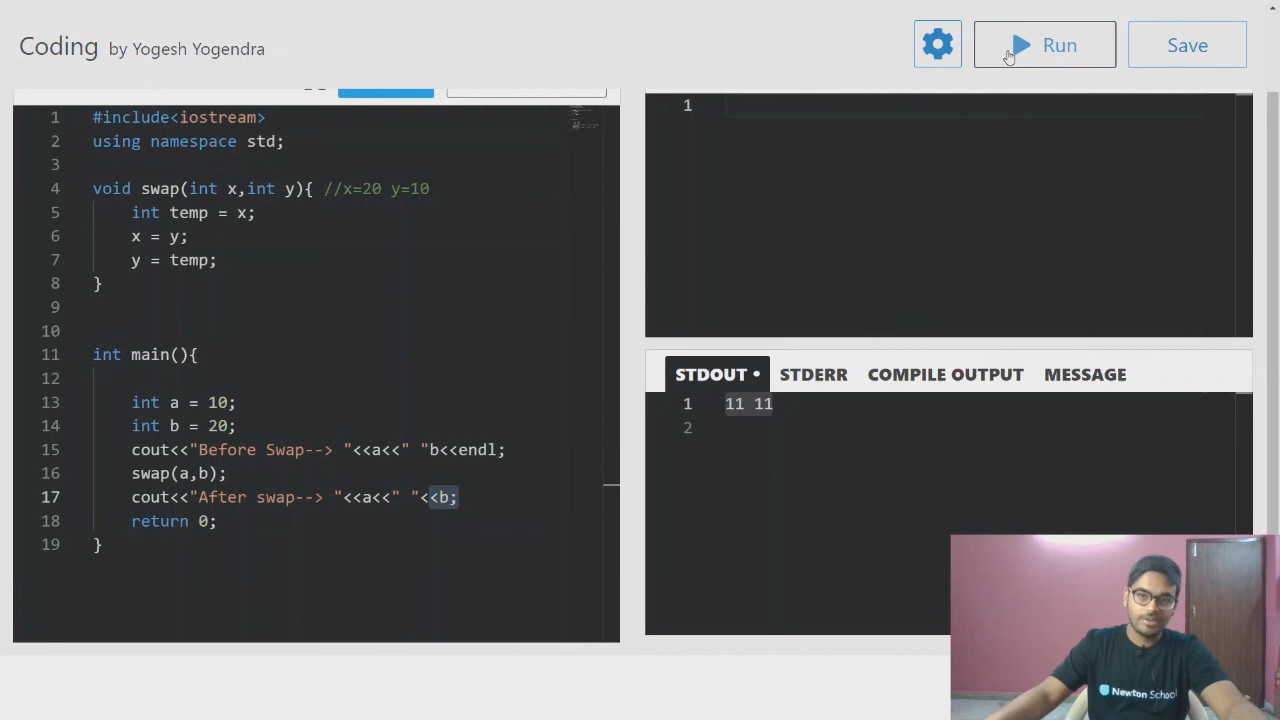 Coding by Yogesh Yogendra
Run
Save
1 #include<iostream>
2 using namespace std;
3
4 void swap(int x,int y){ //x=20 y=10
5 int temp = x;
6 x = y;
7 y = temp;
8 }
9
10
11 int main(){
12
13 int a = 10;
14 int b = 20;
15 cout<<"Before Swap--> "<<a<<" "b<<endl;
16 swap(a,b);
17 cout<<"After swap--> "<<a<<" "<<b;
18 return 0;
19 }
1
STDOUT • STDERR COMPILE OUTPUT MESSAGE
1 11 11
2
Newton School